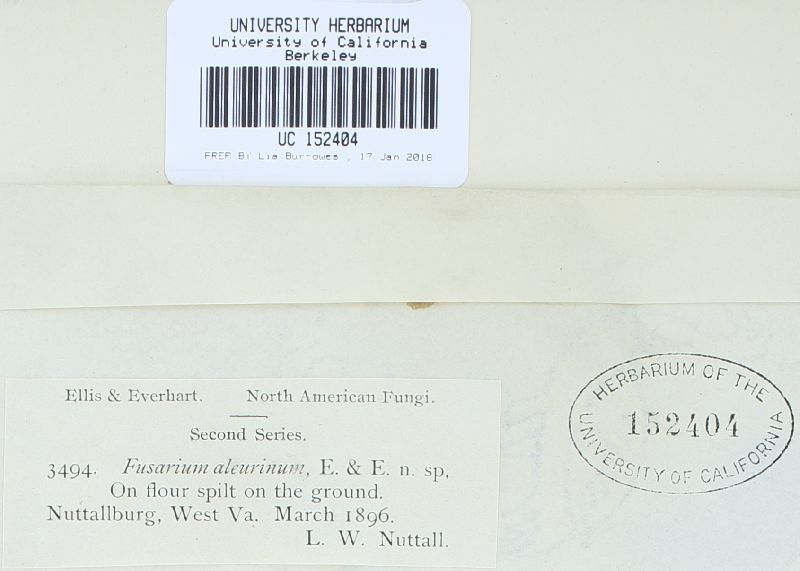 UNIVERSITY HERBARIUM
University of California
Berkeley
UC 152404
PREP BY Lia Burrowes , 17 Jan 2018
Ellis & Everhart. North American Fungi.
Second Series.
3494. Fusarium aleurinum, E. & E. n. sp,
On flour spilt on the ground.
Nuttallburg, West Va. March 1896.
L. W. Nuttall.
HERBARIUM OF THE
152404
UNIVERSITY OF CALIFORNIA